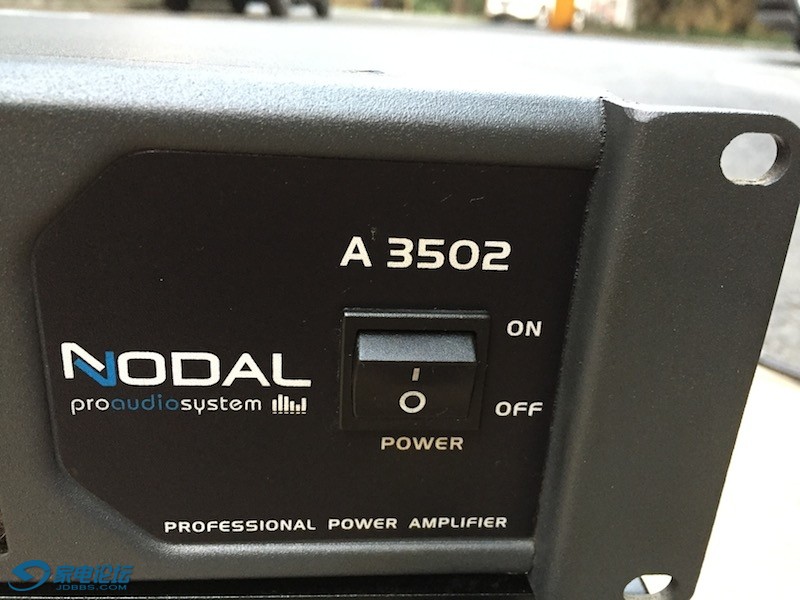 A 3502
ON
NODAL
proaudiosystem
I
O
OFF
POWER
PROFESSIONAL POWER AMPLIFIER
家电论坛
JDBBS.COM